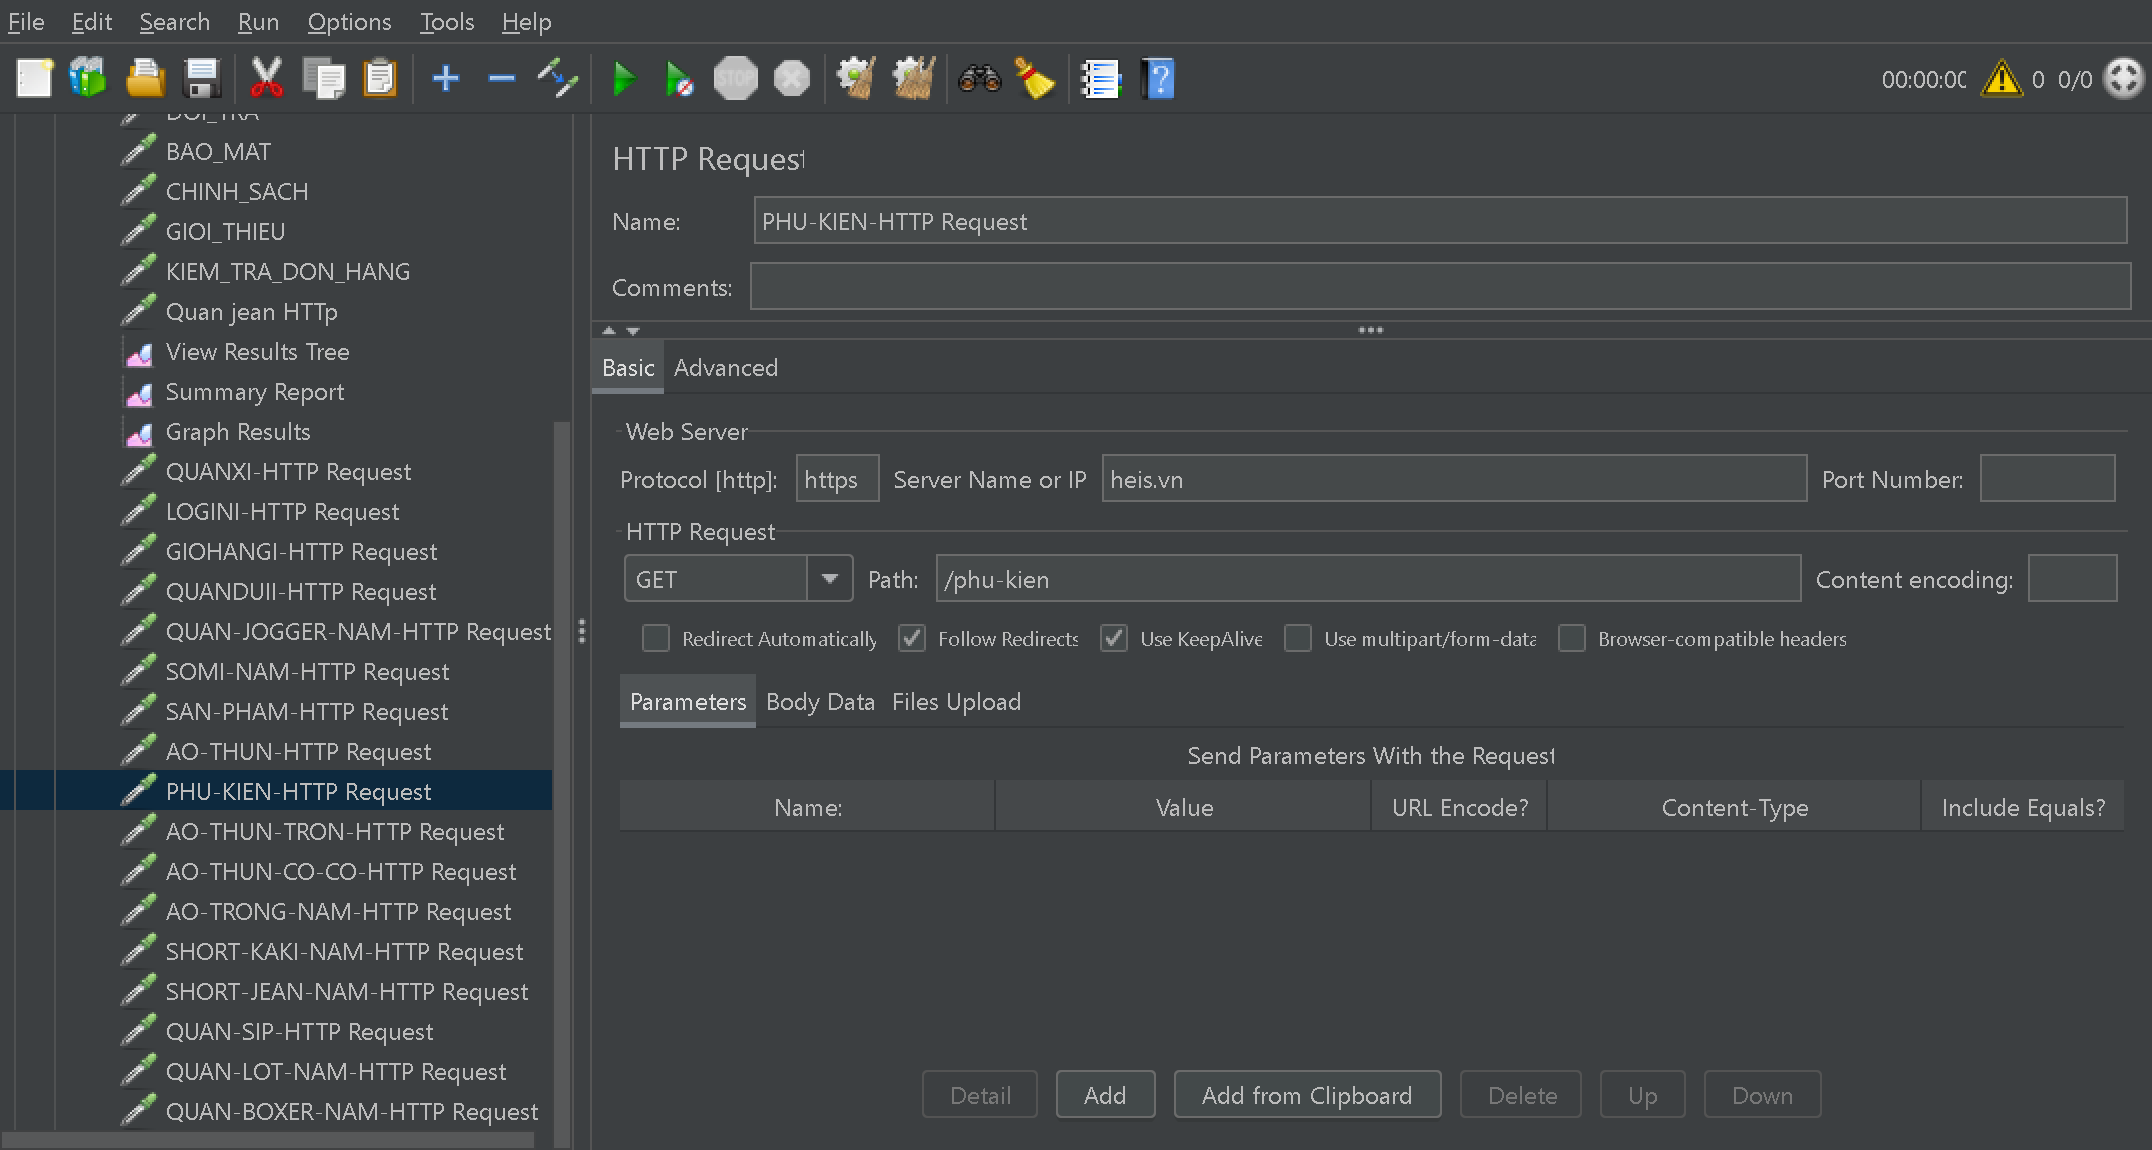 File Edit Search Run Options Tools Help
STOP
00:00:00 0 0/0
DOI_TRA
BAO_MAT
CHINH_SACH
GIOI_THIEU
KIEM_TRA_DON_HANG
Quan jean HTTp
View Results Tree
Summary Report
Graph Results
QUANXI-HTTP Request
LOGINI-HTTP Request
GIOHANGI-HTTP Request
QUANDUII-HTTP Request
QUAN-JOGGER-NAM-HTTP Request
SOMI-NAM-HTTP Request
SAN-PHAM-HTTP Request
AO-THUN-HTTP Request
PHU-KIEN-HTTP Request
AO-THUN-TRON-HTTP Request
AO-THUN-CO-CO-HTTP Request
AO-TRONG-NAM-HTTP Request
SHORT-KAKI-NAM-HTTP Request
SHORT-JEAN-NAM-HTTP Request
QUAN-SIP-HTTP Request
QUAN-LOT-NAM-HTTP Request
QUAN-BOXER-NAM-HTTP Request
HTTP Request
Name: PHU-KIEN-HTTP Request
Comments:
Basic Advanced
Web Server
Protocol [http]: https Server Name or IP heis.vn Port Number:
HTTP Request
GET Path: /phu-kien Content encoding:
Redirect Automatically Follow Redirects Use KeepAlive Use multipart/form-data Browser-compatible headers
Parameters Body Data Files Upload
Send Parameters With the Request
Name: Value URL Encode? Content-Type Include Equals?
Detail Add Add from Clipboard Delete Up Down